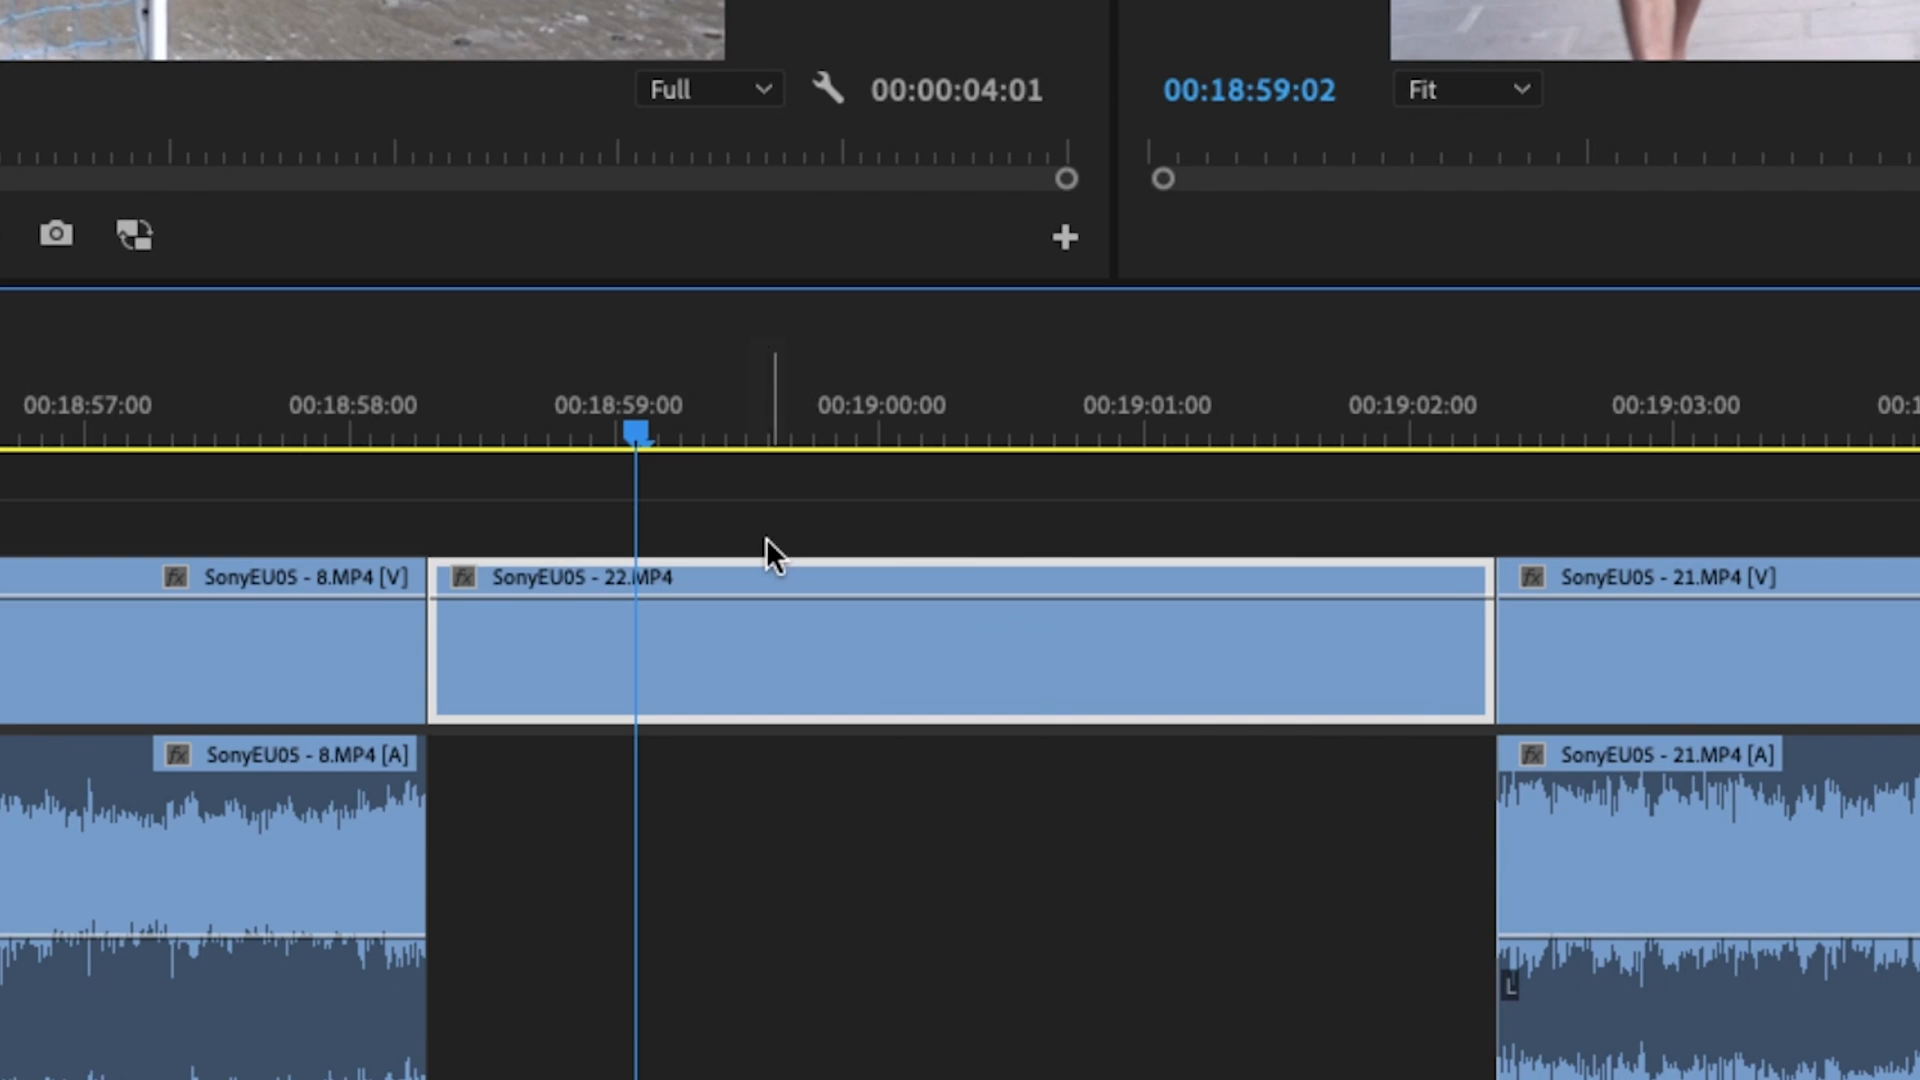 Full
00:00:04:01
00:18:59:02
Fit
00:18:57:00
00:18:58:00
00:18:59:00
00:19:00:00
00:19:01:00
00:19:02:00
00:19:03:00
00:1
fx SonyEU05 - 8.MP4 [V]
fx SonyEU05 - 22.MP4
fx SonyEU05 - 21.MP4 [V]
fx SonyEU05 - 8.MP4 [A]
fx SonyEU05 - 21.MP4 [A]
L